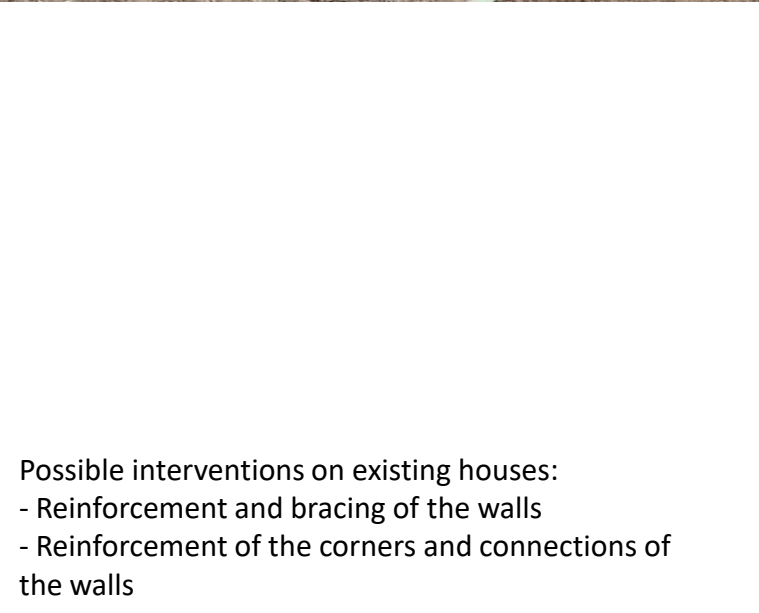 Possible interventions on existing houses:
- Reinforcement and bracing of the walls
- Reinforcement of the corners and connections of
the walls